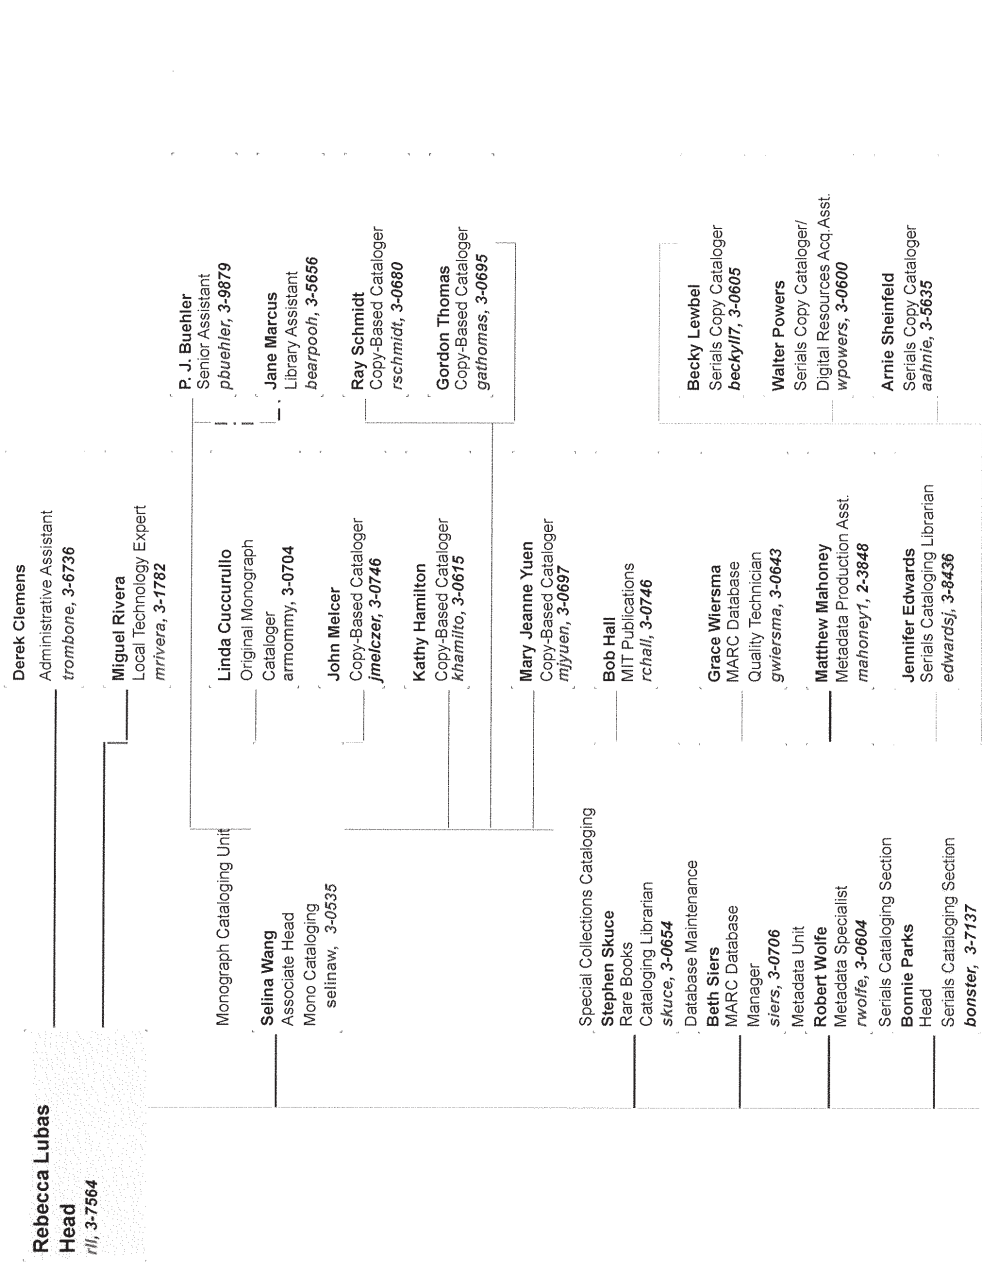 Rebecca Lubas
Head
rll, 3-7564
Derek Clemens
Administrative Assistant
trombone, 3-6736
Miguel Rivera
Local Technology Expert
mrivera, 3-1782
Monograph Cataloging Unit
Selina Wang
Associate Head
Mono Cataloging
selinaw, 3-0535
P. J. Buehler
Senior Assistant
pbuehler, 3-9879
Jane Marcus
Library Assistant
bearpooh, 3-5656
Linda Cuccurullo
Original Monograph
Cataloger
armommy, 3-0704
John Melcer
Copy-Based Cataloger
jmelczer, 3-0746
Kathy Hamilton
Copy-Based Cataloger
khamilto, 3-0615
Ray Schmidt
Copy-Based Cataloger
rschmidt, 3-0680
Gordon Thomas
Copy-Based Cataloger
gathomas, 3-0695
Mary Jeanne Yuen
Copy-Based Cataloger
mjyuen, 3-0697
Special Collections Cataloging
Stephen Skuce
Rare Books
Cataloging Librarian
skuce, 3-0654
Bob Hall
MIT Publications
rchall, 3-0746
Database Maintenance
Beth Siers
MARC Database
Manager
siers, 3-0706
Grace Wiersma
MARC Database
Quality Technician
gwiersma, 3-0643
Metadata Unit
Robert Wolfe
Metadata Specialist
rwolfe, 3-0604
Matthew Mahoney
Metadata Production Asst.
mahoney1, 2-3848
Serials Cataloging Section
Bonnie Parks
Head
Serials Cataloging Section
bonster, 3-7137
Jennifer Edwards
Serials Cataloging Librarian
edwardsj, 3-8436
Becky Lewbel
Serials Copy Cataloger
beckyll7, 3-0605
Walter Powers
Serials Copy Cataloger/
Digital Resources Acq.Asst.
wpowers, 3-0600
Arnie Sheinfeld
Serials Copy Cataloger
aahnie, 3-5635